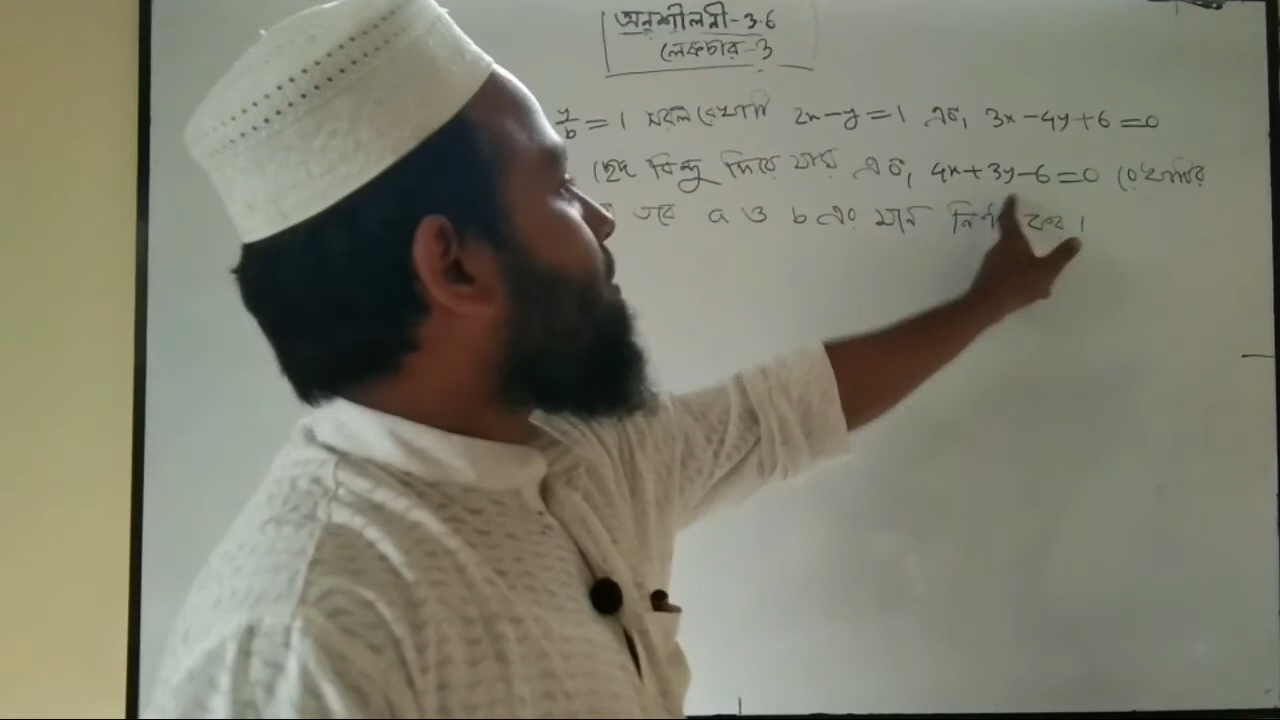 অনুশীলনী-3.6
লেকচার-3
y/b = 1 সরলরেখাটি 2x-y=1 এবং 3x-4y+6=0
ছেদ বিন্দু দিয়ে যায় এবং 4x+3y-6=0 রেখাটির
তবে a ও b এর মান নির্ণয় কর।